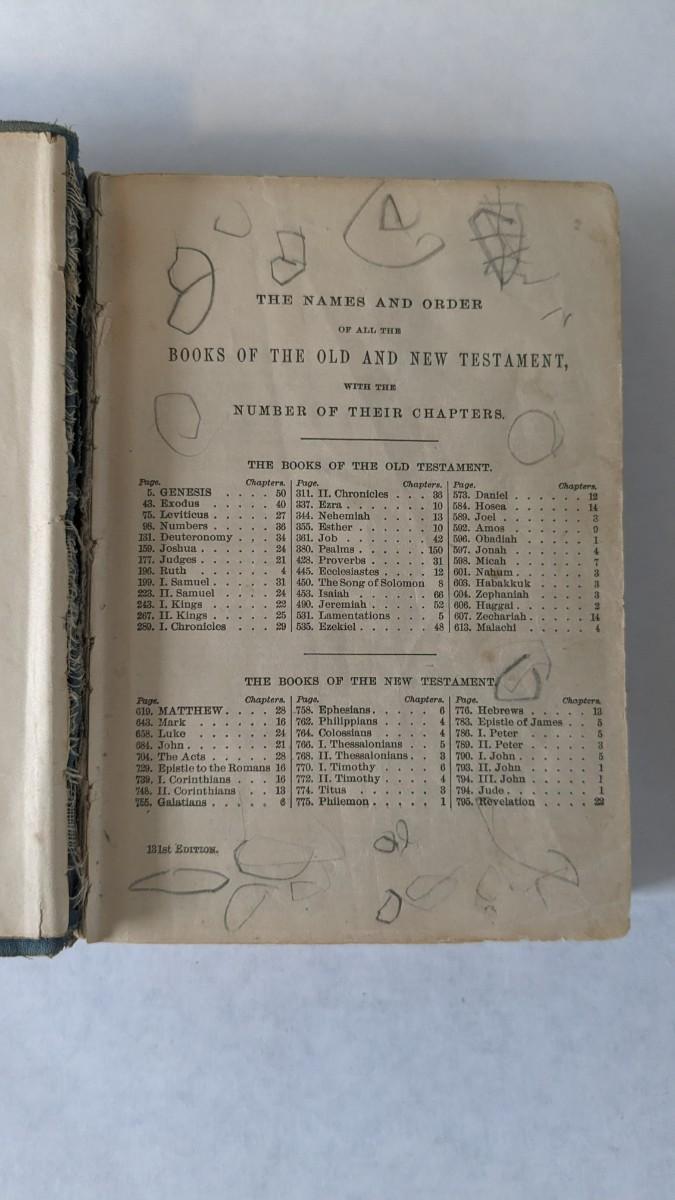 THE NAMES AND ORDER
OF ALL THE
BOOKS OF THE OLD AND NEW TESTAMENT,
WITH THE
NUMBER OF THEIR CHAPTERS.
THE BOOKS OF THE OLD TESTAMENT.
Page. Chapters.
5. GENESIS . . . . 50
43. Exodus . . . . 40
75. Leviticus . . . . 27
98. Numbers . . . . 36
131. Deuteronomy . . . 34
159. Joshua . . . . . 24
177. Judges . . . . . 21
196. Ruth . . . . . 4
199. I. Samuel . . . . 31
223. II. Samuel . . . 24
243. I. Kings . . . . 22
267. II. Kings . . . . 25
289. I. Chronicles . . . 29
Page. Chapters.
311. II. Chronicles . . . 36
337. Ezra . . . . . . 10
344. Nehemiah . . . . 13
355. Esther . . . . . 10
361. Job . . . . . . 42
380. Psalms . . . . . 150
428. Proverbs . . . . 31
445. Ecclesiastes . . . 12
450. The Song of Solomon 8
453. Isaiah . . . . . 66
490. Jeremiah . . . . 52
531. Lamentations . . . 5
535. Ezekiel . . . . . 48
Page. Chapters.
573. Daniel . . . . . . 12
584. Hosea . . . . . . 14
589. Joel . . . . . . 3
592. Amos . . . . . . 9
596. Obadiah . . . . . 1
597. Jonah . . . . . . 4
598. Micah . . . . . . 7
601. Nahum . . . . . . 3
603. Habakkuk . . . . 3
604. Zephaniah . . . . 3
606. Haggai . . . . . 2
607. Zechariah . . . . . 14
613. Malachi . . . . . 4
THE BOOKS OF THE NEW TESTAMENT.
Page. Chapters.
619. MATTHEW . . . . 28
643. Mark . . . . . . 16
658. Luke . . . . . 24
684. John . . . . . . 21
704. The Acts . . . . . 28
729. Epistle to the Romans 16
739. I. Corinthians . . . 16
748. II. Corinthians . . 13
755. Galatians . . . . . 6
Page. Chapters.
758. Ephesians . . . . . 6
762. Philippians . . . . 4
764. Colossians . . . . 4
766. I. Thessalonians . . 5
768. II. Thessalonians . . 3
770. I. Timothy . . . . 6
772. II. Timothy . . . . 4
774. Titus . . . . . 3
775. Philemon . . . . . 1
Page. Chapters.
776. Hebrews . . . . . 13
783. Epistle of James . . 5
786. I. Peter . . . . . 5
789. II. Peter . . . . 3
790. I. John . . . . . 5
793. II. John . . . . . 1
794. III. John . . . . 1
794. Jude . . . . . . 1
795. Revelation . . . . 22
131st EDITION.